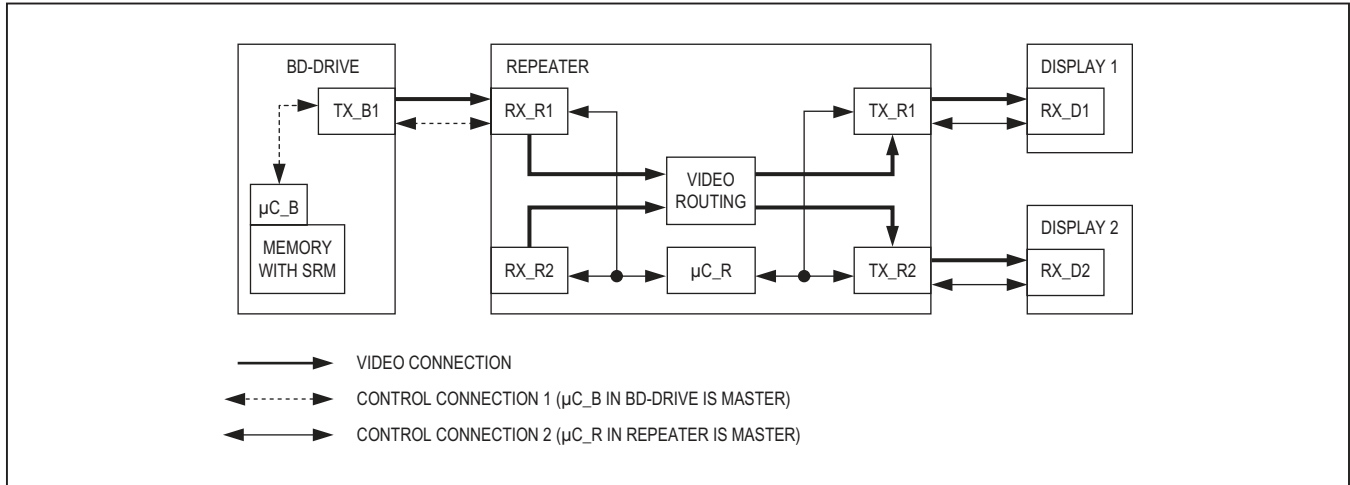 BD-DRIVE
TX_B1
µC_B
MEMORY
WITH SRM
REPEATER
RX_R1
RX_R2
VIDEO
ROUTING
µC_R
TX_R1
TX_R2
DISPLAY 1
RX_D1
DISPLAY 2
RX_D2
VIDEO CONNECTION
CONTROL CONNECTION 1 (µC_B IN BD-DRIVE IS MASTER)
CONTROL CONNECTION 2 (µC_R IN REPEATER IS MASTER)